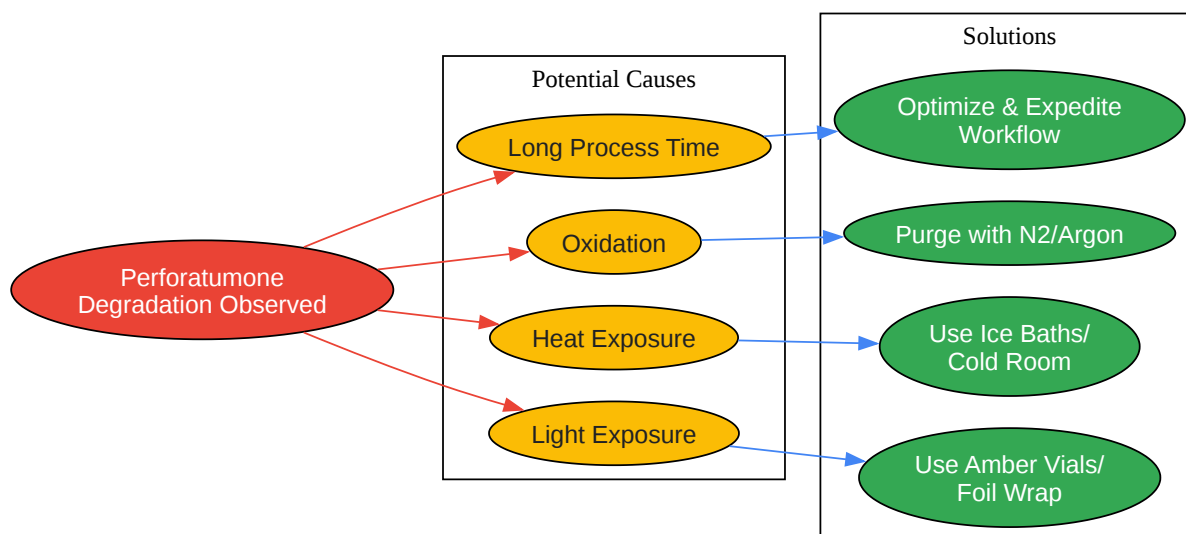 Solutions
Potential Causes
Optimize & Expedite
Workflow
Long Process Time
Oxidation
Purge with N2/Argon
Perforatumone
Degradation Observed
Heat Exposure
Use Ice Baths/
Cold Room
Light Exposure
Use Amber Vials/
Foil Wrap